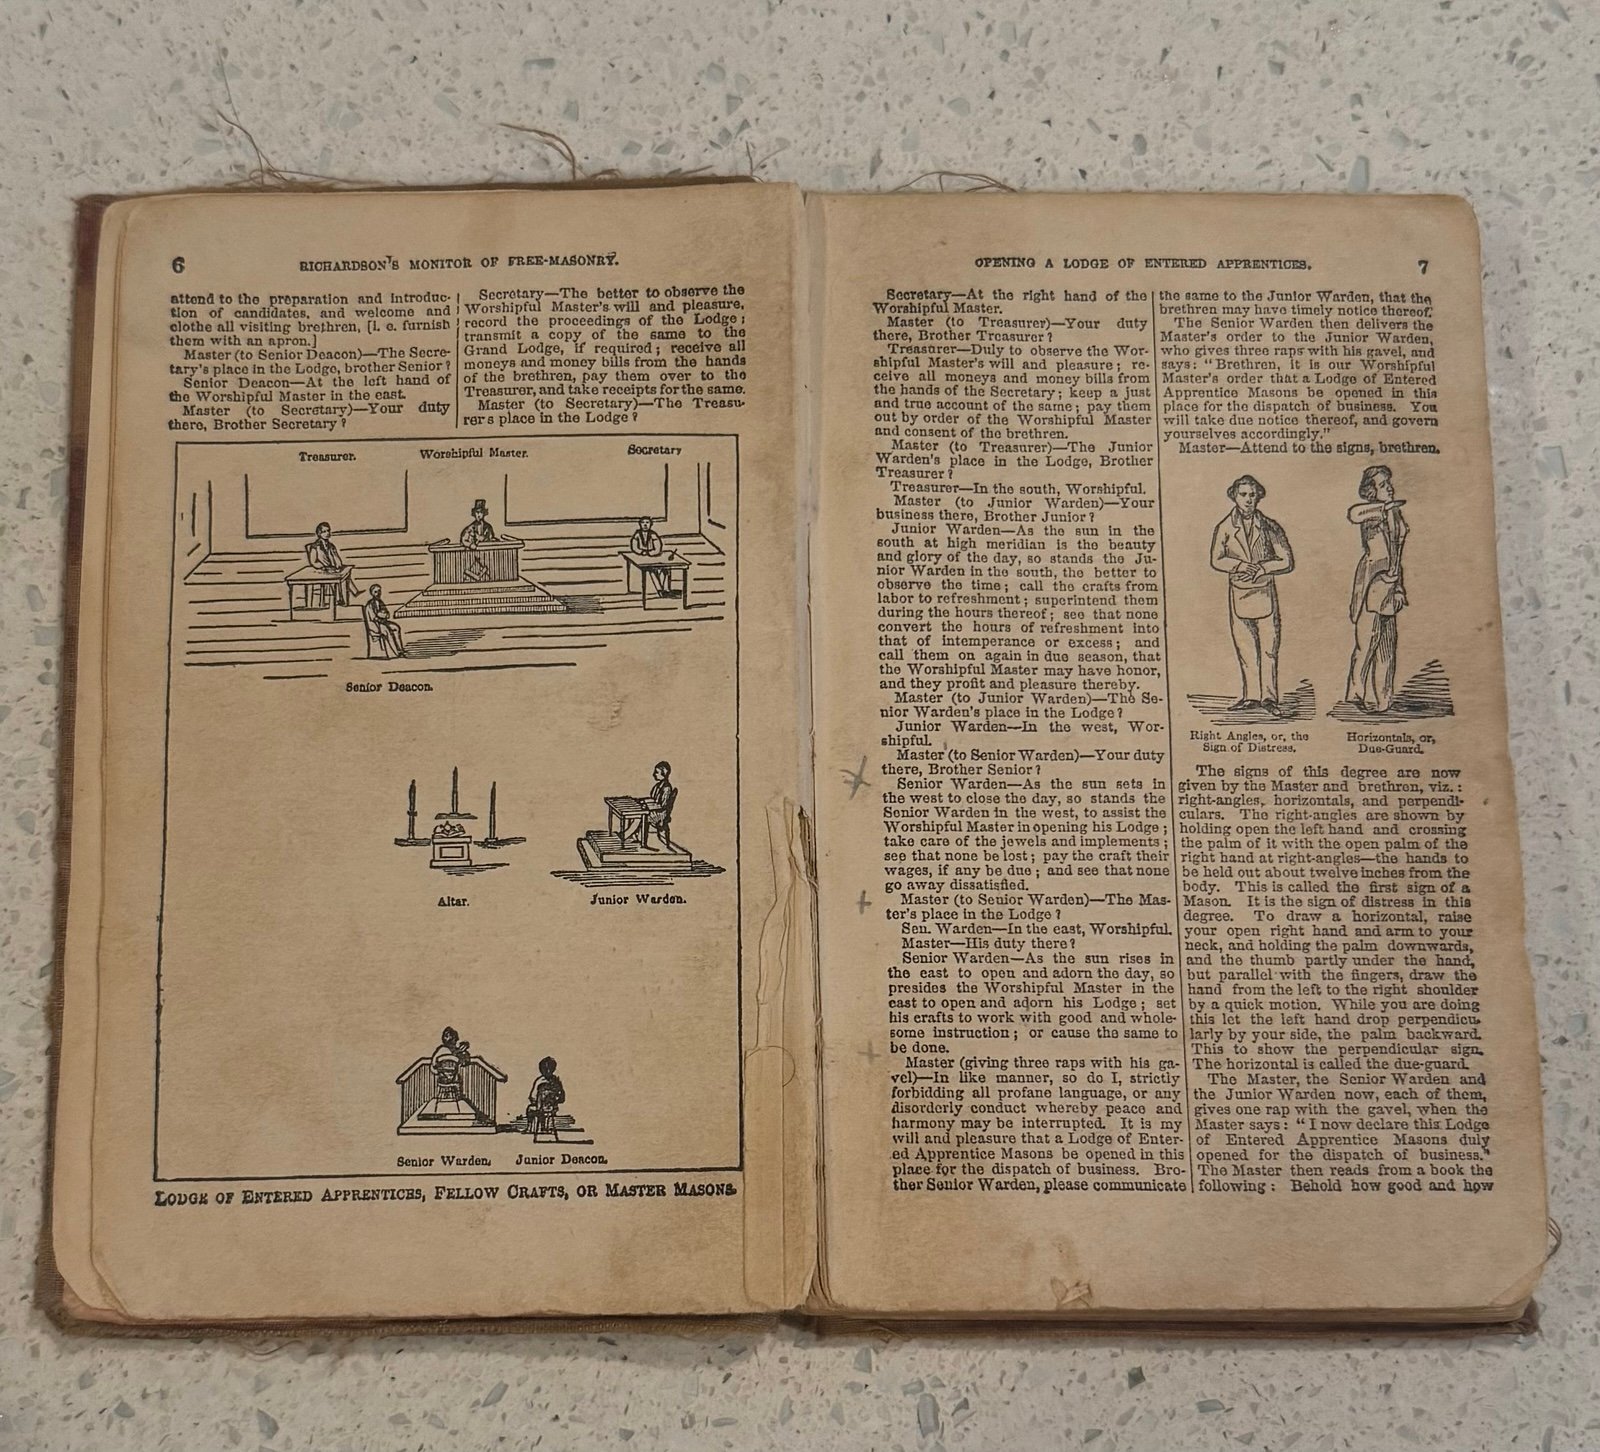 6
RICHARDSON'S MONITOR OF FREE-MASONRY.
attend to the preparation and introduc-
tion of candidates, and welcome and
clothe all visiting brethren, [i. e. furnish
them with an apron.]
Master (to Senior Deacon)—The Secre-
tary's place in the Lodge, brother Senior?
Senior Deacon—At the left hand of
the Worshipful Master in the east.
Master (to Secretary)—Your duty
there, Brother Secretary?
Secretary—The better to observe the
Worshipful Master's will and pleasure,
record the proceedings of the Lodge;
transmit a copy of the same to the
Grand Lodge, if required; receive all
moneys and money bills from the hands
of the brethren, pay them over to the
Treasurer, and take receipts for the same.
Master (to Secretary)—The Treasu-
rer s place in the Lodge?
Treasurer.
Worshipful Master.
Secretary
Senior Deacon.
Altar.
Junior Warden.
Senior Warden.
Junior Deacon.
LODGE OF ENTERED APPRENTICES, FELLOW CRAFTS, OR MASTER MASONS.
OPENING A LODGE OF ENTERED APPRENTICES.
7
Secretary—At the right hand of the
Worshipful Master.
Master (to Treasurer)—Your duty
there, Brother Treasurer?
Treasurer—Duly to observe the Wor-
shipful Master's will and pleasure; re-
ceive all moneys and money bills from
the hands of the Secretary; keep a just
and true account of the same; pay them
out by order of the Worshipful Master
and consent of the brethren.
Master (to Treasurer)—The Junior
Warden's place in the Lodge, Brother
Treasurer?
Treasurer—In the south, Worshipful.
Master (to Junior Warden)—Your
business there, Brother Junior?
Junior Warden—As the sun in the
south at high meridian is the beauty
and glory of the day, so stands the Ju-
nior Warden in the south, the better to
observe the time; call the crafts from
labor to refreshment; superintend them
during the hours thereof; see that none
convert the hours of refreshment into
that of intemperance or excess; and
call them on again in due season, that
the Worshipful Master may have honor,
and they profit and pleasure thereby.
Master (to Junior Warden)—The Se-
nior Warden's place in the Lodge?
Junior Warden—In the west, Wor-
shipful.
Master (to Senior Warden)—Your duty
there, Brother Senior?
Senior Warden—As the sun sets in
the west to close the day, so stands the
Senior Warden in the west, to assist the
Worshipful Master in opening his Lodge;
take care of the jewels and implements;
see that none be lost; pay the craft their
wages, if any be due; and see that none
go away dissatisfied.
Master (to Senior Warden)—The Mas-
ter's place in the Lodge?
Sen. Warden—In the east, Worshipful.
Master—His duty there?
Senior Warden—As the sun rises in
the east to open and adorn the day, so
presides the Worshipful Master in the
east to open and adorn his Lodge; set
his crafts to work with good and whole-
some instruction; or cause the same to
be done.
Master (giving three raps with his ga-
vel)—In like manner, so do I, strictly
forbidding all profane language, or any
disorderly conduct whereby peace and
harmony may be interrupted. It is my
will and pleasure that a Lodge of Enter-
ed Apprentice Masons be opened in this
place for the dispatch of business. Bro-
ther Senior Warden, please communicate
the same to the Junior Warden, that the
brethren may have timely notice thereof.
The Senior Warden then delivers the
Master's order to the Junior Warden,
who gives three raps with his gavel, and
says: "Brethren, it is our Worshipful
Master's order that a Lodge of Entered
Apprentice Masons be opened in this
place for the dispatch of business. You
will take due notice thereof, and govern
yourselves accordingly."
Master—Attend to the signs, brethren.
Right Angles, or, the
Sign of Distress.
Horizontals, or,
Due-Guard.
The signs of this degree are now
given by the Master and brethren, viz.:
right-angles, horizontals, and perpendi-
culars. The right-angles are shown by
holding open the left hand and crossing
the palm of it with the open palm of the
right hand at right-angles—the hands to
be held out about twelve inches from the
body. This is called the first sign of a
Mason. It is the sign of distress in this
degree. To draw a horizontal, raise
your open right hand and arm to your
neck, and holding the palm downwards,
and the thumb partly under the hand,
but parallel with the fingers, draw the
hand from the left to the right shoulder
by a quick motion. While you are doing
this let the left hand drop perpendicu-
larly by your side, the palm backward.
This to show the perpendicular sign.
The horizontal is called the due-guard.
The Master, the Senior Warden and
the Junior Warden now, each of them,
gives one rap with the gavel, when the
Master says: "I now declare this Lodge
of Entered Apprentice Masons duly
opened for the dispatch of business."
The Master then reads from a book the
following: Behold how good and how